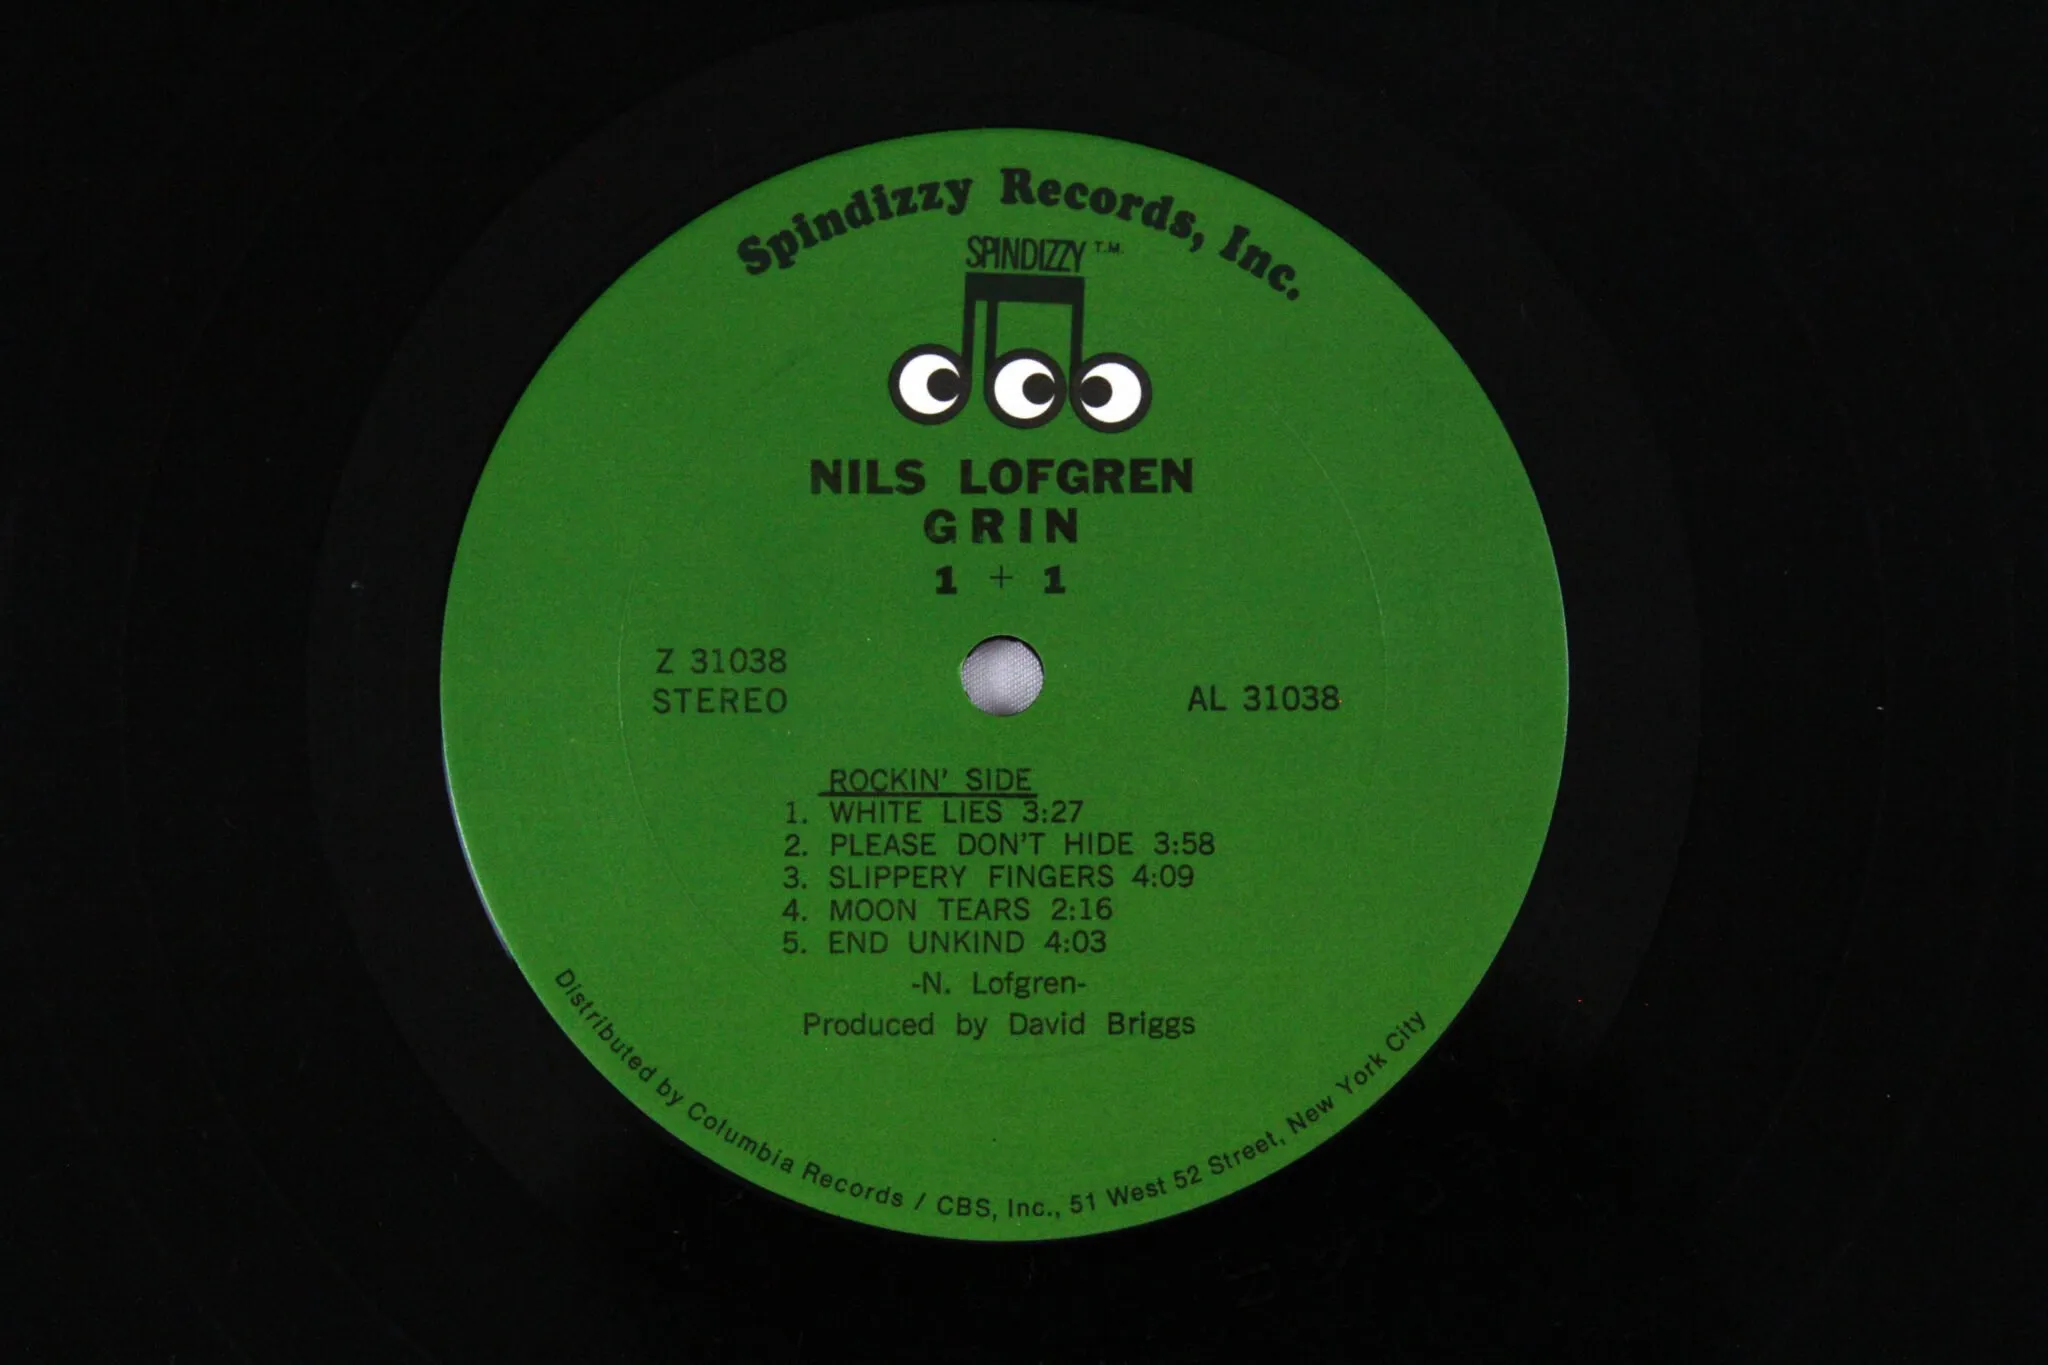 Spindizzy Records, Inc.
SPINDIZZY T.M.
NILS LOFGREN
GRIN
1 + 1
Z 31038
STEREO
AL 31038
ROCKIN' SIDE
1. WHITE LIES 3:27
2. PLEASE DON'T HIDE 3:58
3. SLIPPERY FINGERS 4:09
4. MOON TEARS 2:16
5. END UNKIND 4:03
-N. Lofgren-
Produced by David Briggs
Distributed by Columbia Records / CBS, Inc., 51 West 52 Street, New York City